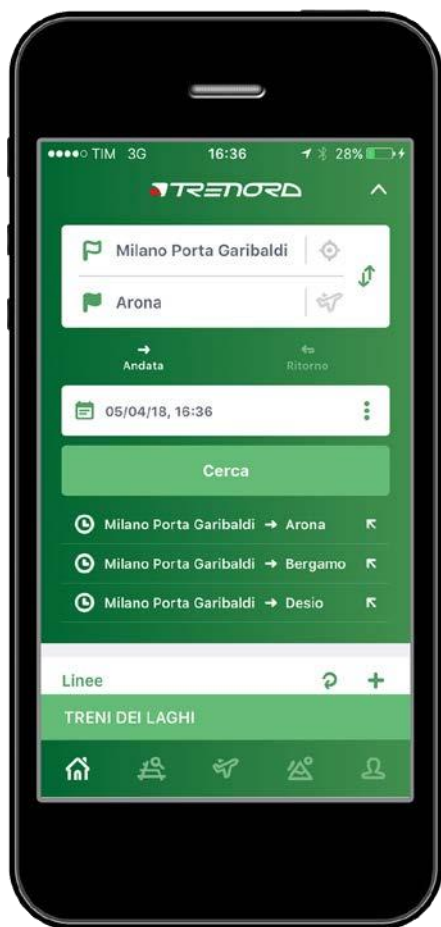 TIM 3G 16:36 28%
TRENORD
Milano Porta Garibaldi
Arona
Andata Ritorno
05/04/18, 16:36
Cerca
Milano Porta Garibaldi → Arona
Milano Porta Garibaldi → Bergamo
Milano Porta Garibaldi → Desio
Linee
TRENI DEI LAGHI